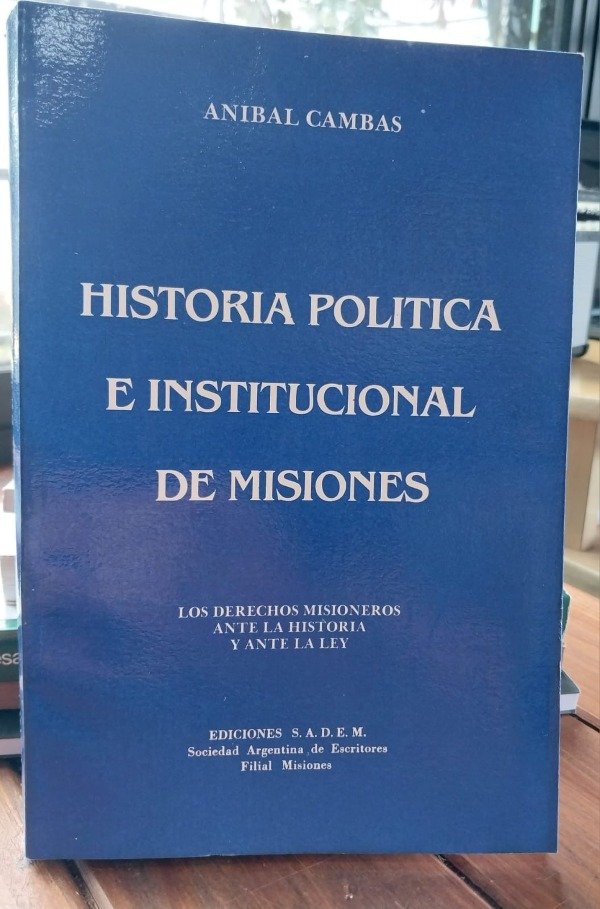 ANIBAL CAMBAS
HISTORIA POLITICA
E INSTITUCIONAL
DE MISIONES
LOS DERECHOS MISIONEROS
ANTE LA HISTORIA
Y ANTE LA LEY
EDICIONES S. A. D. E. M.
Sociedad Argentina de Escritores
Filial Misiones